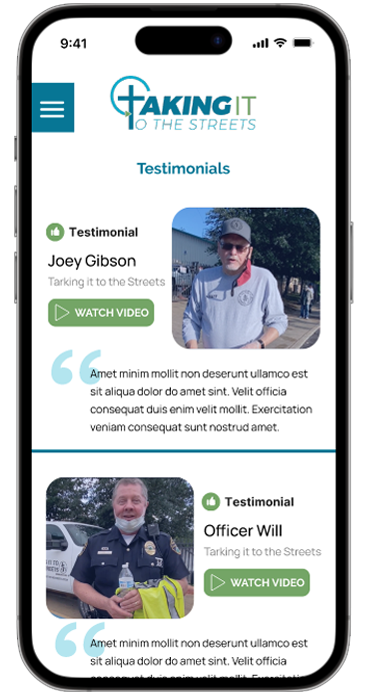 9:41
TAKING IT
TO THE STREETS
Testimonials
Testimonial
Joey Gibson
Tarking it to the Streets
WATCH VIDEO
“
Amet minim mollit non deserunt ullamco est
sit aliqua dolor do amet sint. Velit officia
consequat duis enim velit mollit. Exercitation
veniam consequat sunt nostrud amet.
Testimonial
Officer Will
Tarking it to the Streets
WATCH VIDEO
“
Amet minim mollit non deserunt ullamco est
sit aliqua dolor do amet sint. Velit officia
consequat duis enim velit mollit. Exercitation